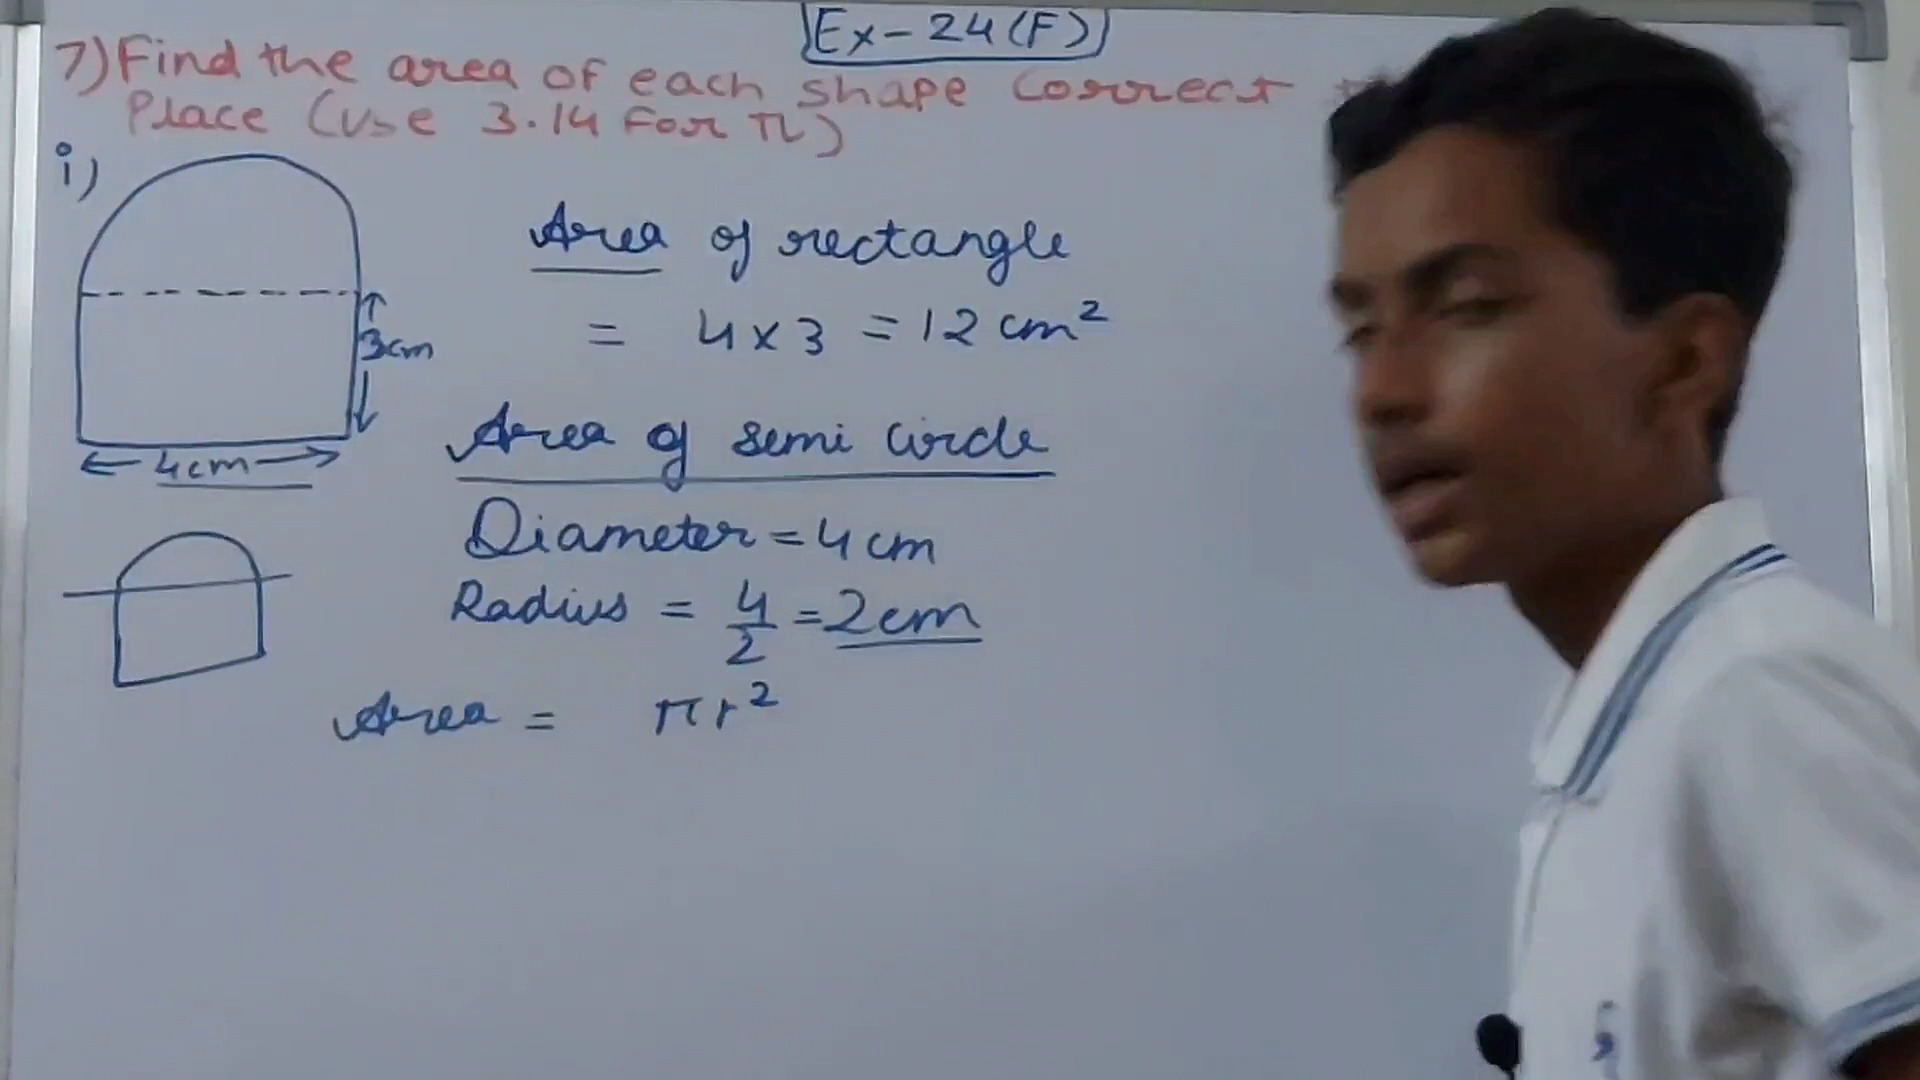 Ex-24(F)
7) Find the area of each shape correct
Place (Use 3.14 For π)
i)
3cm
4cm
Area of rectangle
= 4 x 3 = 12 cm²
Area of semi circle
Diameter = 4 cm
Radius = 4/2 = 2cm
Area = πr²